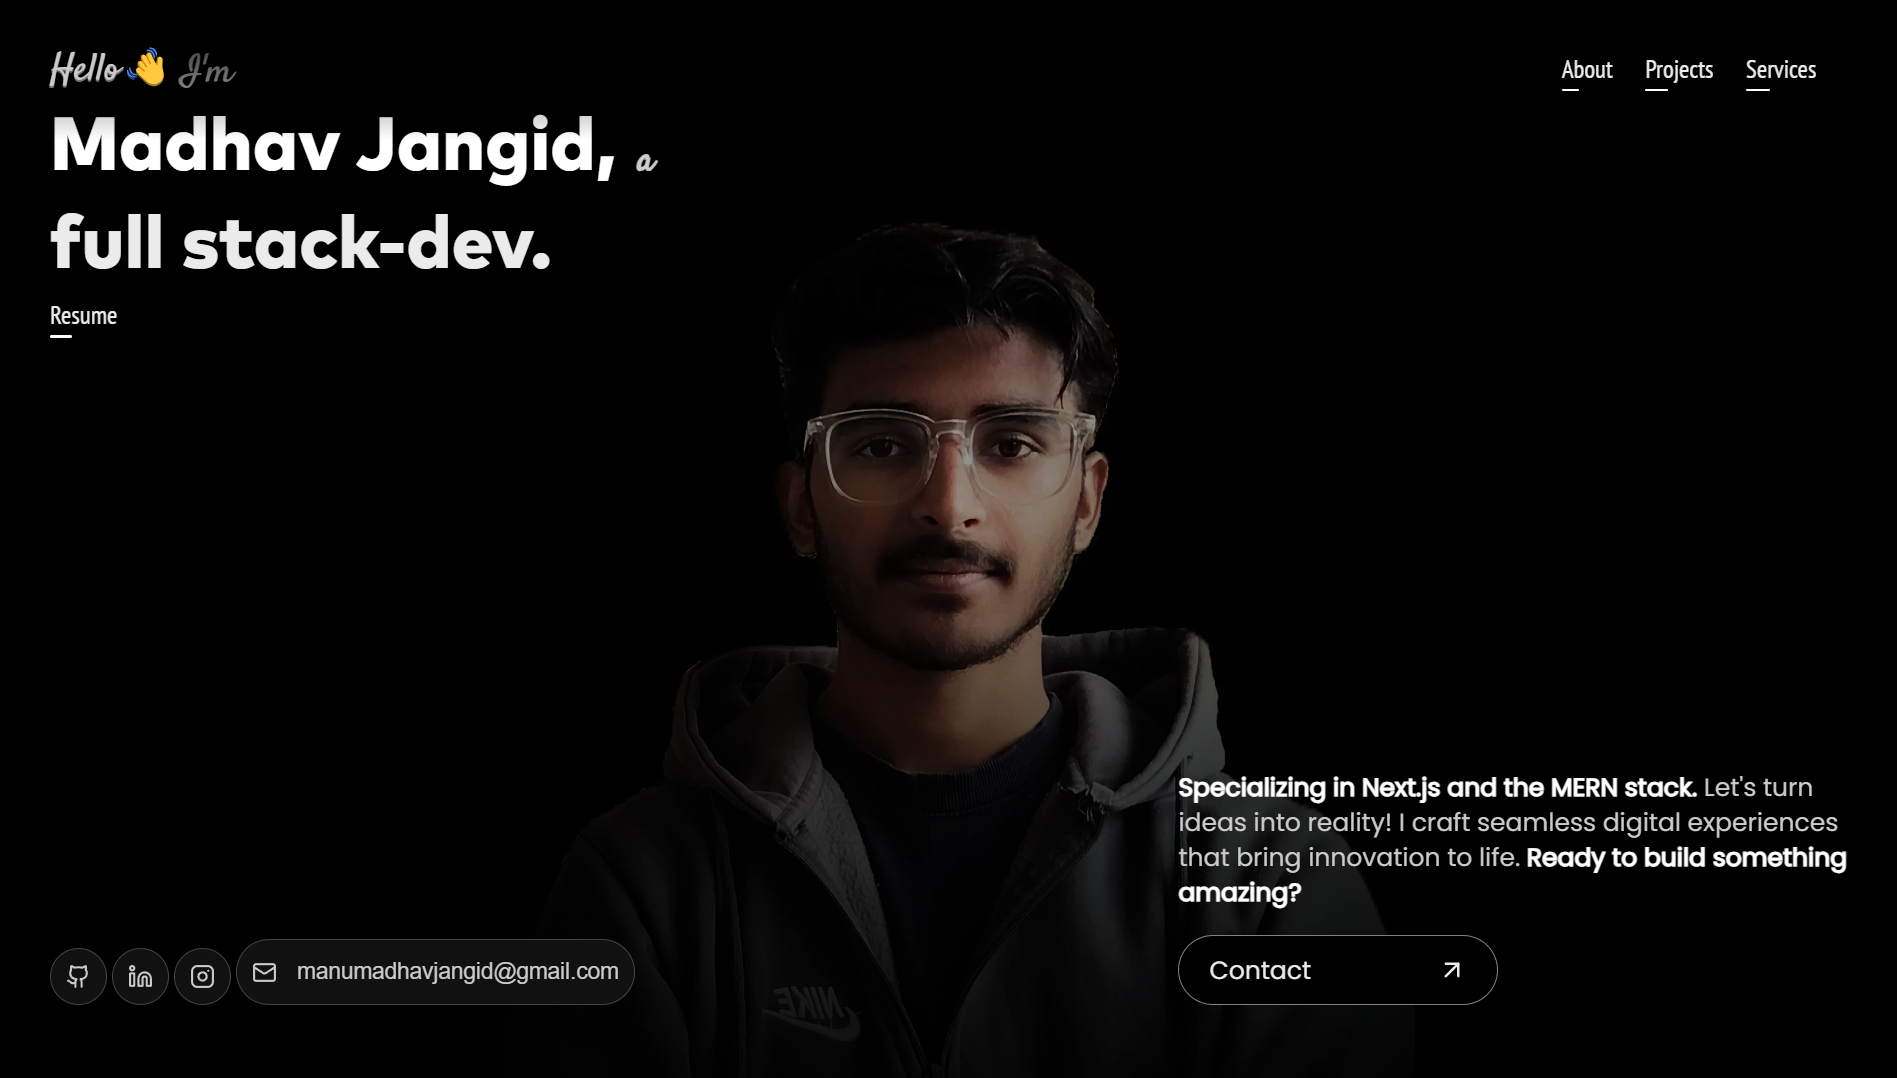 Hello 👋 I'm
About Projects Services
Madhav Jangid, a
full stack-dev.
Resume
Specializing in Next.js and the MERN stack. Let's turn
ideas into reality! I craft seamless digital experiences
that bring innovation to life. Ready to build something
amazing?
manumadhavjangid@gmail.com
Contact
NIKE